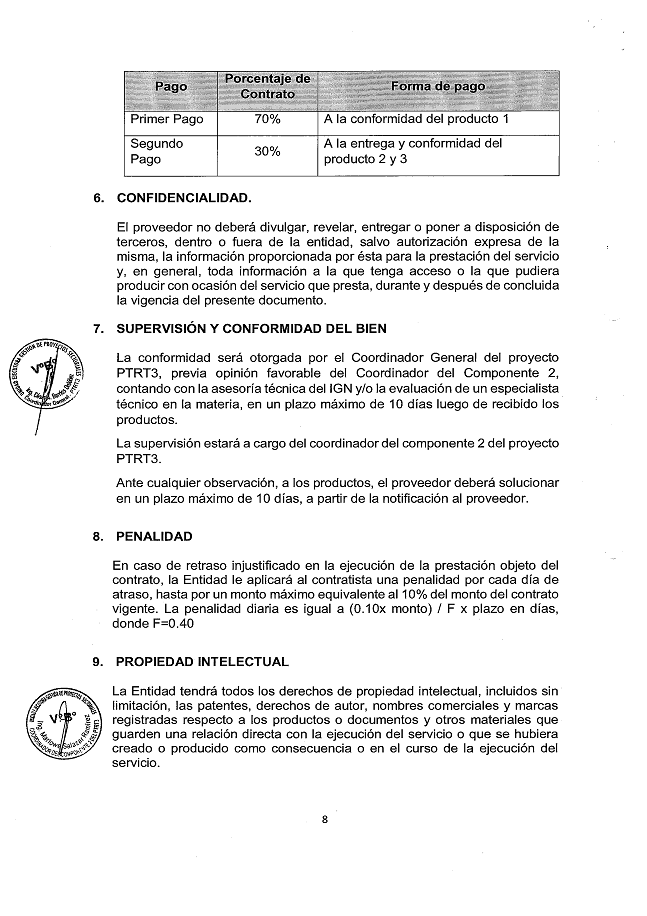 Pago
Porcentaje de
Contrato
Forma de pago
Primer Pago 70% A la conformidad del producto 1
Segundo
Pago
30%
A la entrega y conformidad del
producto 2 y 3
6. CONFIDENCIALIDAD.
El proveedor no deberá divulgar, revelar, entregar o poner a disposición de
terceros, dentro o fuera de la entidad, salvo autorización expresa de la
misma, la información proporcionada por ésta para la prestación del servicio
y, en general, toda información a la que tenga acceso o la que pudiera
producir con ocasión del servicio que presta, durante y después de concluida
la vigencia del presente documento.
7. SUPERVISIÓN Y CONFORMIDAD DEL BIEN
La conformidad será otorgada por el Coordinador General del proyecto
PTRT3, previa opinión favorable del Coordinador del Componente 2,
contando con la asesoría técnica del IGN y/o la evaluación de un especialista
técnico en la materia, en un plazo máximo de 10 días luego de recibido los
productos.
La supervisión estará a cargo del coordinador del componente 2 del proyecto
PTRT3.
Ante cualquier observación, a los productos, el proveedor deberá solucionar
en un plazo máximo de 10 días, a partir de la notificación al proveedor.
8. PENALIDAD
En caso de retraso injustificado en la ejecución de la prestación objeto del
contrato, la Entidad le aplicará al contratista una penalidad por cada día de
atraso, hasta por un monto máximo equivalente al 10% del monto del contrato
vigente. La penalidad diaria es igual a (0.10x monto) / F x plazo en días,
donde F=0.40
9. PROPIEDAD INTELECTUAL
La Entidad tendrá todos los derechos de propiedad intelectual, incluidos sin
limitación, las patentes, derechos de autor, nombres comerciales y marcas
registradas respecto a los productos o documentos y otros materiales que
guarden una relación directa con la ejecución del servicio o que se hubiera
creado o producido como consecuencia o en el curso de la ejecución del
servicio.
VºBº
Coordinador General
VºBº
8